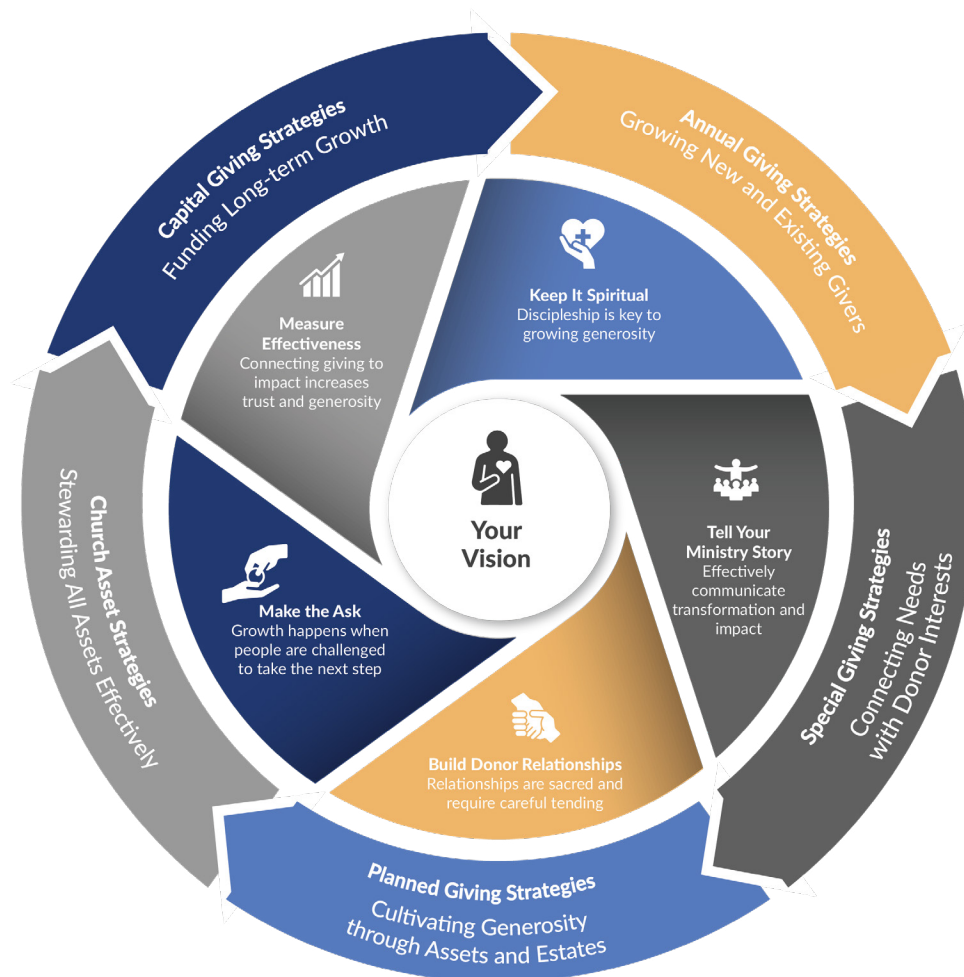 Capital Giving Strategies
Funding Long-term Growth
Annual Giving Strategies
Growing New and Existing Givers
Special Giving Strategies
Connecting Needs
with Donor Interests
Planned Giving Strategies
Cultivating Generosity
through Assets and Estates
Church Asset Strategies
Stewarding All Assets Effectively
Keep It Spiritual
Discipleship is key to
growing generosity
Tell Your
Ministry Story
Effectively
communicate
transformation and
impact
Build Donor Relationships
Relationships are sacred and
require careful tending
Make the Ask
Growth happens when
people are challenged
to take the next step
Measure
Effectiveness
Connecting giving to
impact increases
trust and generosity
Your
Vision